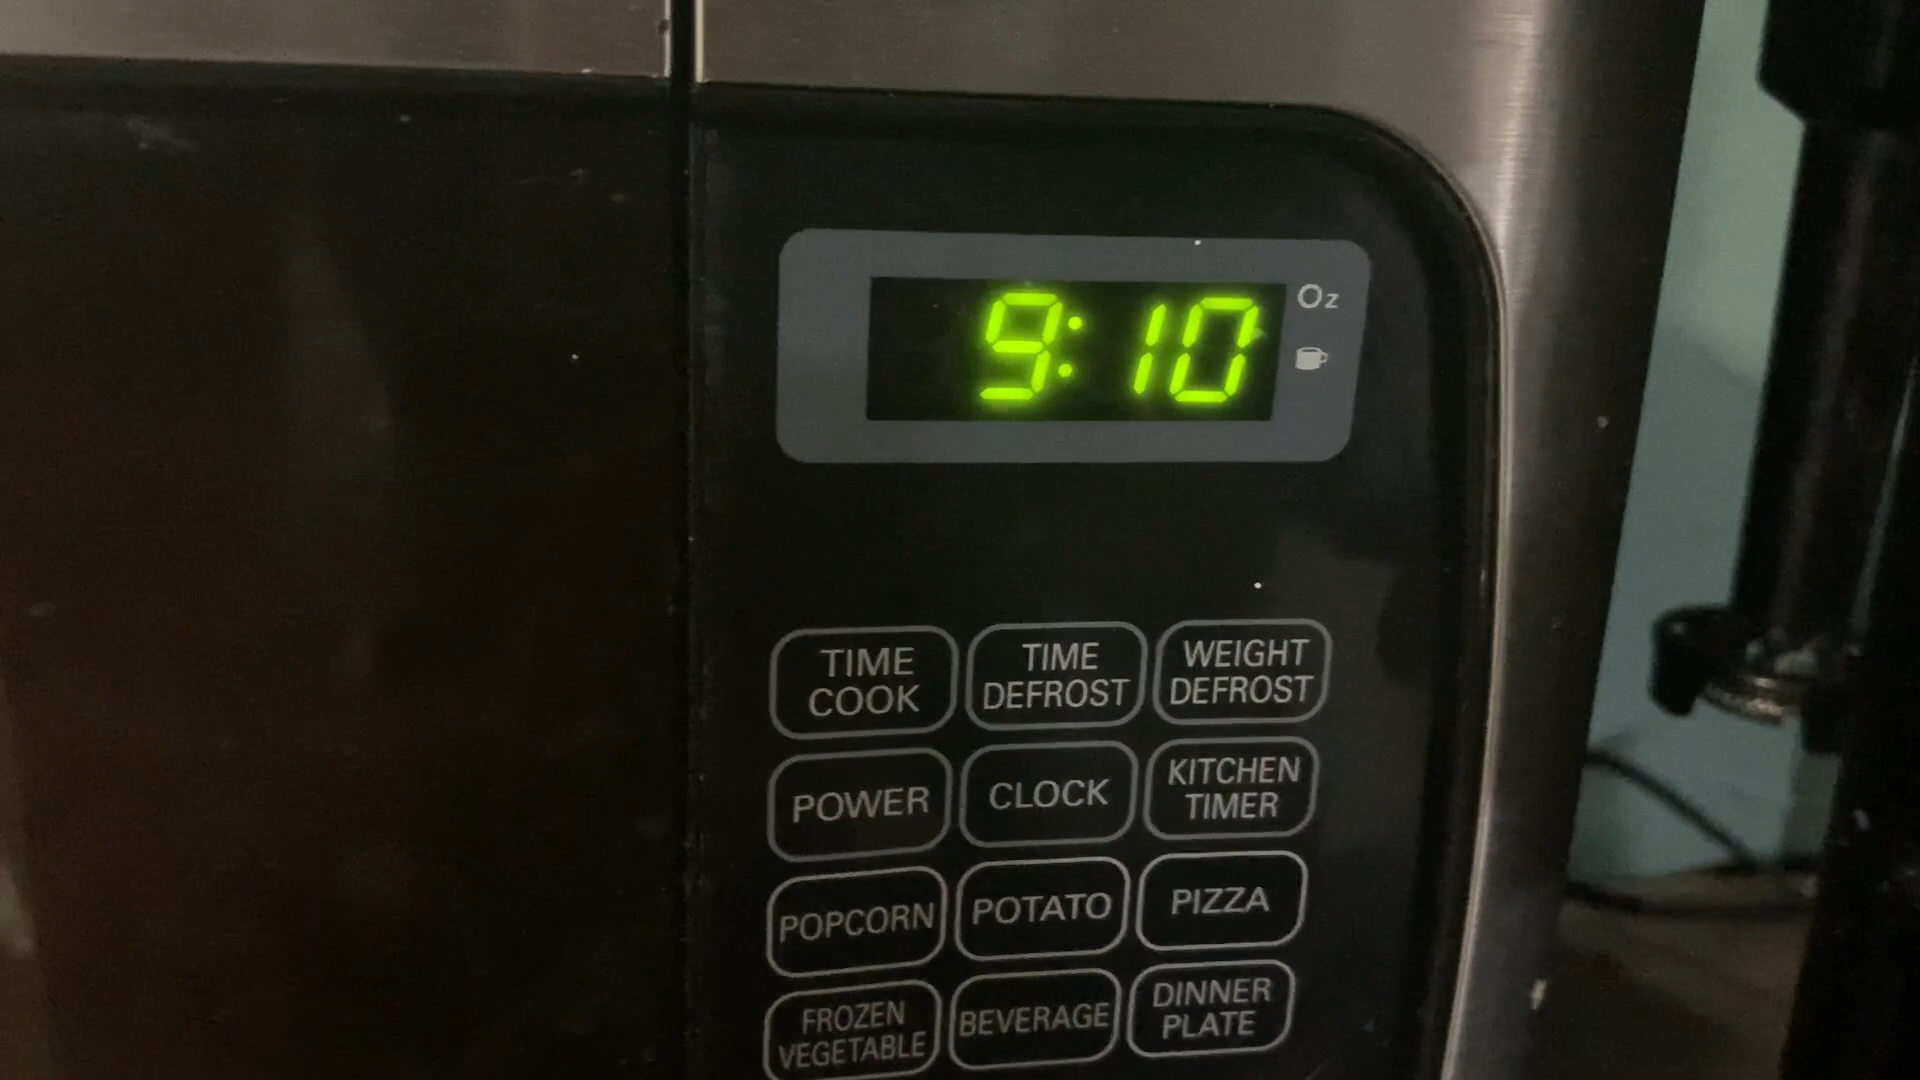 9:10
Oz
TIME
COOK
TIME
DEFROST
WEIGHT
DEFROST
POWER
CLOCK
KITCHEN
TIMER
POPCORN
POTATO
PIZZA
FROZEN
VEGETABLE
BEVERAGE
DINNER
PLATE